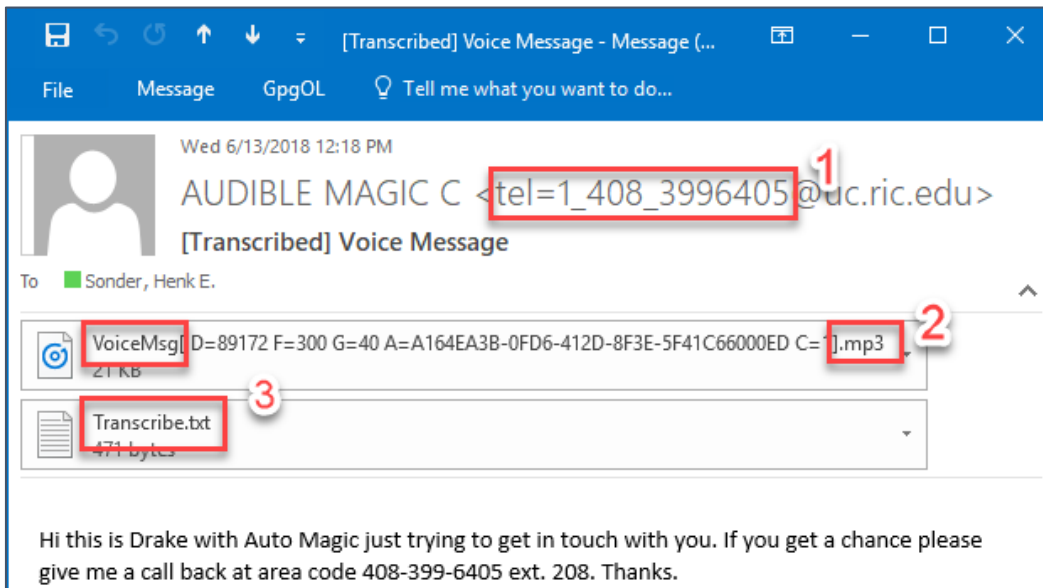 [Transcribed] Voice Message - Message (...
File Message GpgOL Tell me what you want to do...
Wed 6/13/2018 12:18 PM
1
AUDIBLE MAGIC C <tel=1_408_3996405@uc.ric.edu>
[Transcribed] Voice Message
To Sonder, Henk E.
2
VoiceMsg[ D=89172 F=300 G=40 A=A164EA3B-0FD6-412D-8F3E-5F41C66000ED C=1].mp3
21 KB
3
Transcribe.txt
471 bytes
Hi this is Drake with Auto Magic just trying to get in touch with you. If you get a chance please
give me a call back at area code 408-399-6405 ext. 208. Thanks.